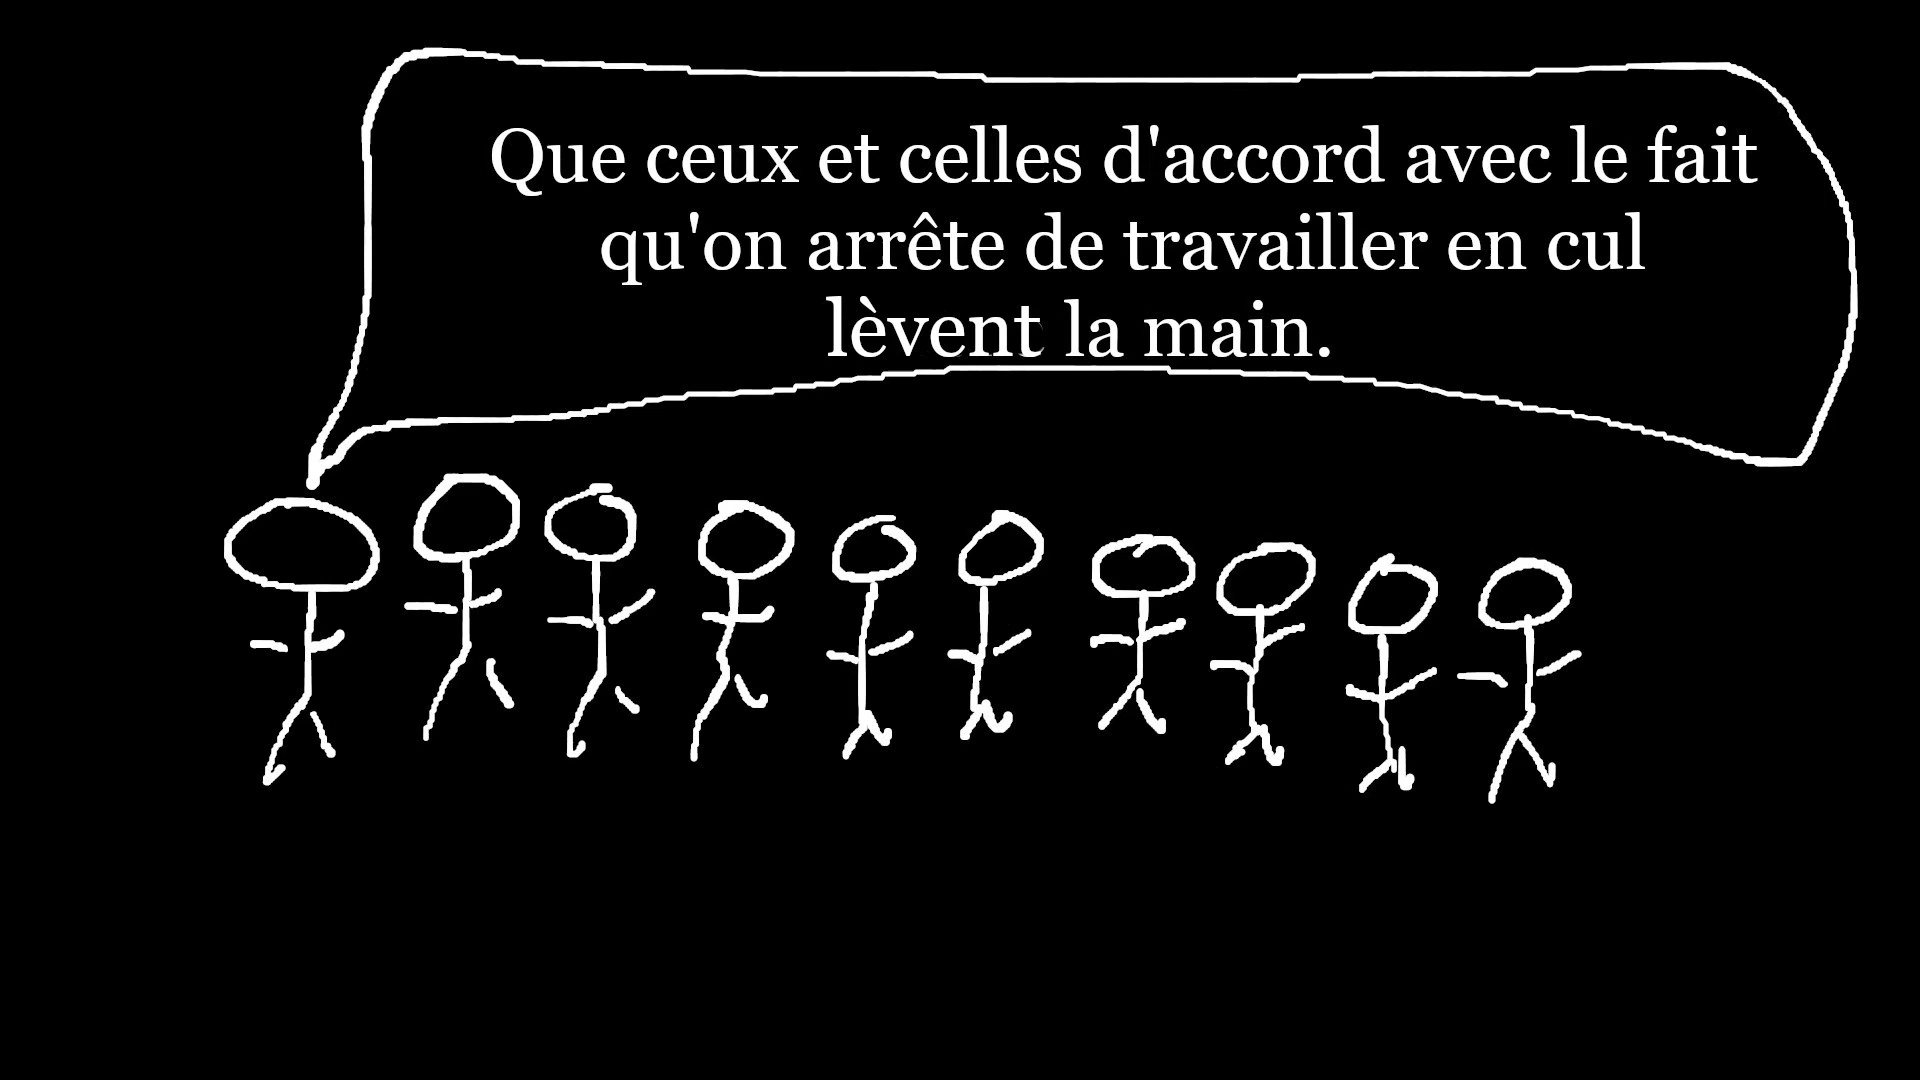 Que ceux et celles d'accord avec le fait
qu'on arrête de travailler en cul
lèvent la main.